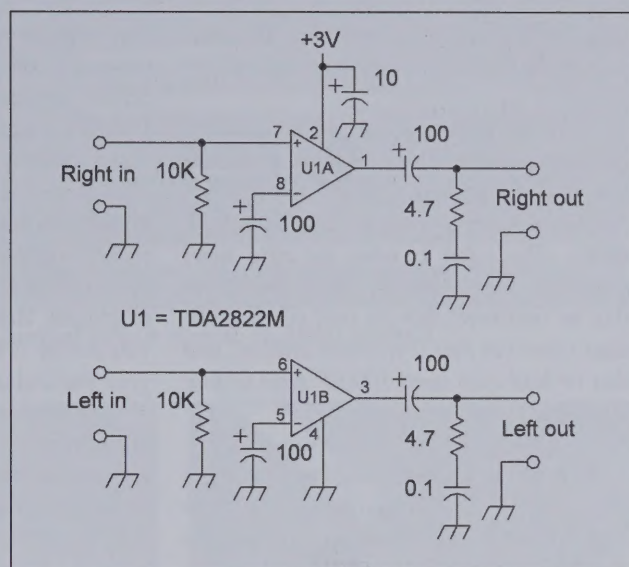 +3V
10
7
2
+
U1A
1
+
100
Right in
10K
8
−
+
100
4.7
Right out
0.1
U1 = TDA2822M
6
+
U1B
3
+
100
Left in
10K
5
−
4
+
100
4.7
Left out
0.1
+